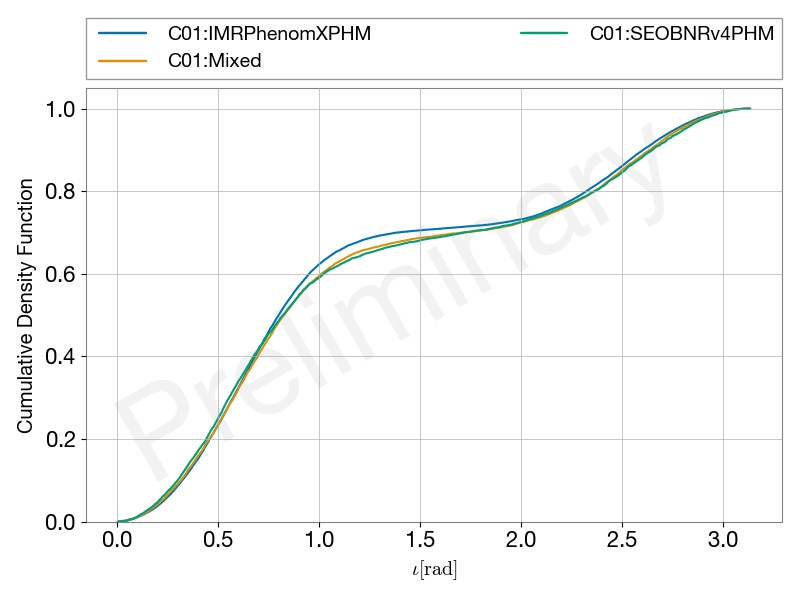 C01:IMRPhenomXPHM
C01:Mixed
C01:SEOBNRv4PHM
Cumulative Density Function
1.0
0.8
0.6
0.4
0.2
0.0
Preliminary
0.0 0.5 1.0 1.5 2.0 2.5 3.0
ι[rad]